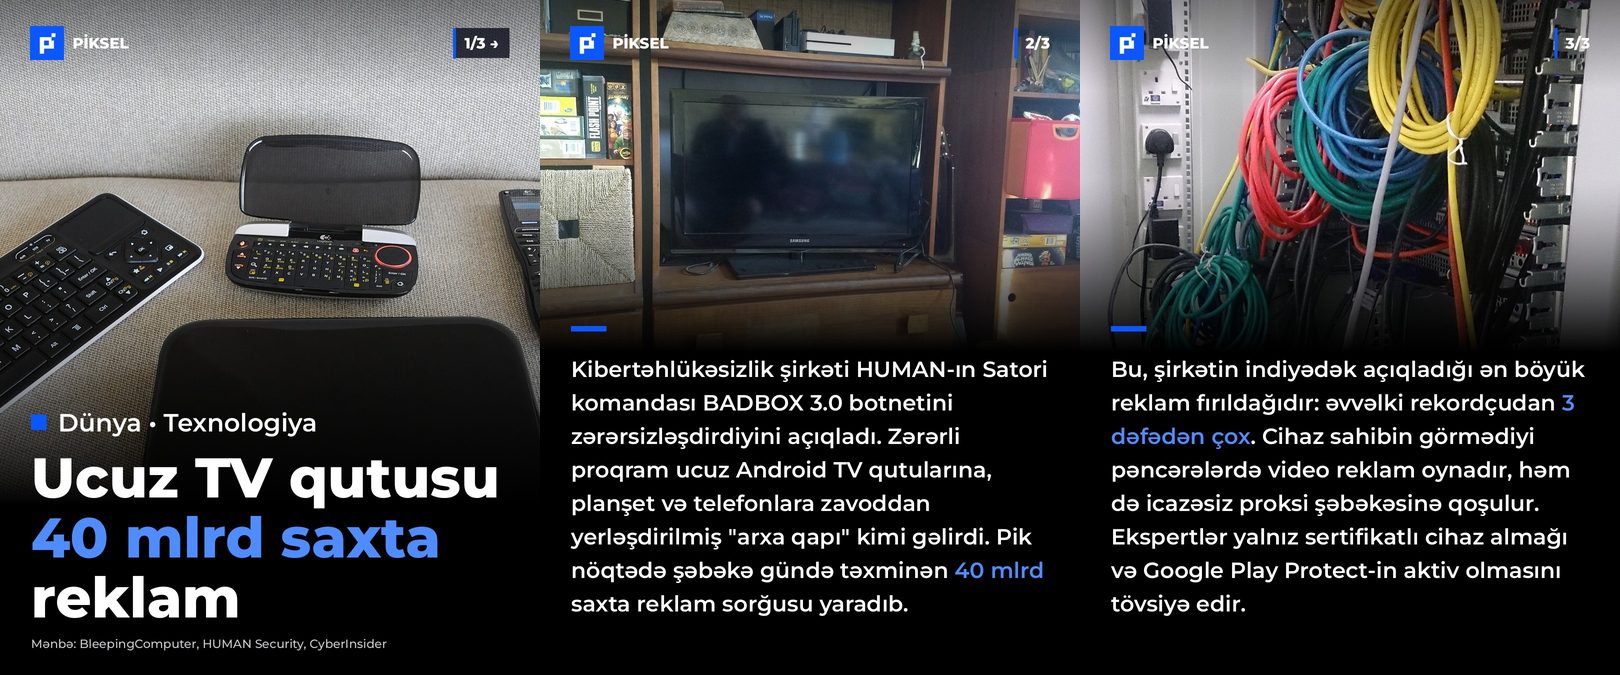 PİKSEL
1/3 →
Dünya • Texnologiya
Ucuz TV qutusu
40 mlrd saxta
reklam
Mənbə: BleepingComputer, HUMAN Security, CyberInsider
PİKSEL
2/3
FLASH POINT
SAMSUNG
Kibertəhlükəsizlik şirkəti HUMAN-ın Satori
komandası BADBOX 3.0 botnetini
zərərsizləşdirdiyini açıqladı. Zərərli
proqram ucuz Android TV qutularına,
planşet və telefonlara zavoddan
yerləşdirilmiş "arxa qapı" kimi gəlirdi. Pik
nöqtədə şəbəkə gündə təxminən 40 mlrd
saxta reklam sorğusu yaradıb.
PİKSEL
3/3
Bu, şirkətin indiyədək açıqladığı ən böyük
reklam fırıldağıdır: əvvəlki rekordçudan 3
dəfədən çox. Cihaz sahibin görmədiyi
pəncərələrdə video reklam oynadır, həm
də icazəsiz proksi şəbəkəsinə qoşulur.
Ekspertlər yalnız sertifikatlı cihaz almağı
və Google Play Protect-in aktiv olmasını
tövsiyə edir.